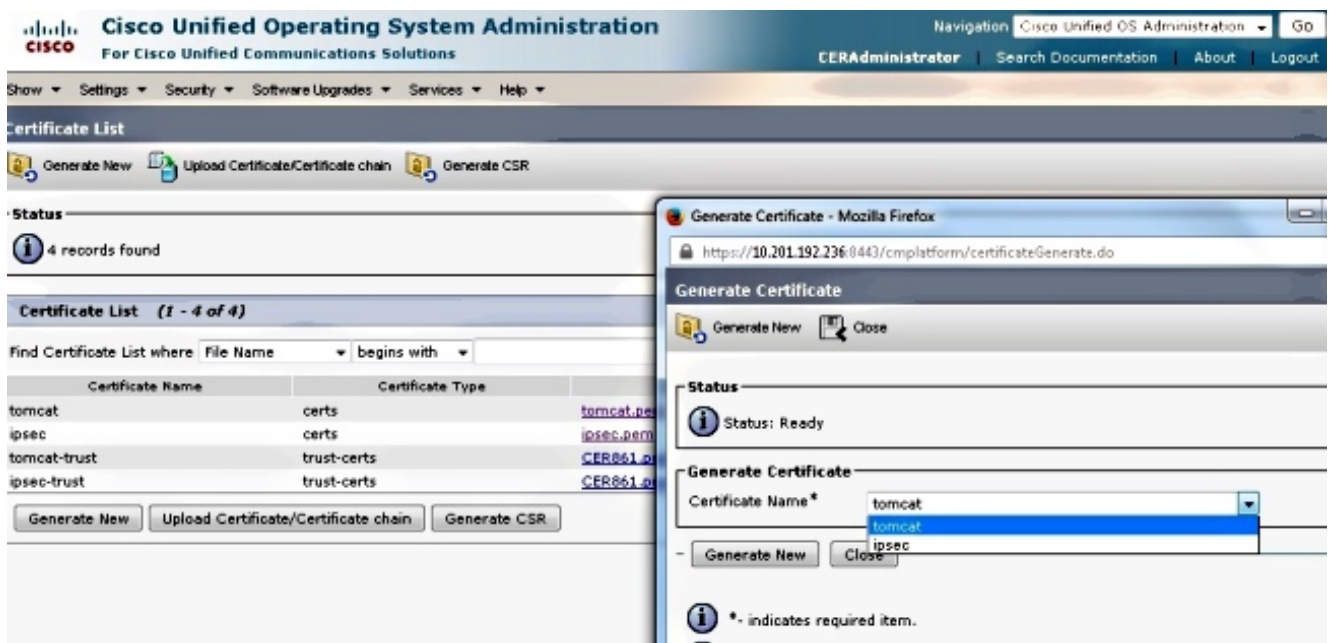 Cisco Unified Operating System Administration
For Cisco Unified Communications Solutions
CISCO
Navigation Cisco Unified OS Administration Go
CERAdministrator Search Documentation About Logout
Show Settings Security Software Upgrades Services Help
Certificate List
Generate New Upload Certificate/Certificate chain Generate CSR
Status
4 records found
Certificate List (1 - 4 of 4)
Find Certificate List where File Name begins with
Certificate Name Certificate Type
tomcat certs tomcat.pe
ipsec certs ipsec.pem
tomcat-trust trust-certs CER861.p
ipsec-trust trust-certs CER861.p
Generate New Upload Certificate/Certificate chain Generate CSR
Generate Certificate - Mozilla Firefox
https://10.201.192.236:8443/cmplatform/certificateGenerate.do
Generate Certificate
Generate New Close
Status
Status: Ready
Generate Certificate
Certificate Name* tomcat
tomcat
ipsec
Generate New Close
*- indicates required item.